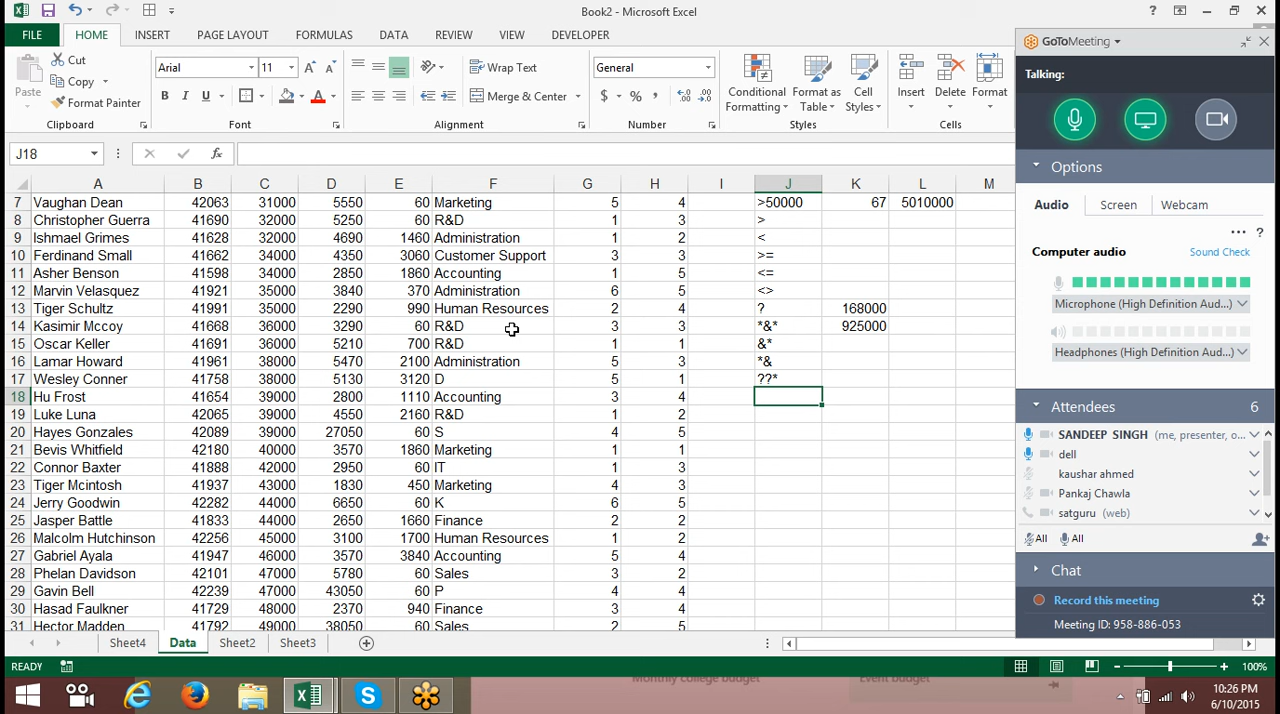 Book2 - Microsoft Excel
FILE HOME INSERT PAGE LAYOUT FORMULAS DATA REVIEW VIEW DEVELOPER
Paste
Cut
Copy
Format Painter
Clipboard
Arial 11
B I U
Font
Wrap Text
Merge & Center
Alignment
General
$ % ,
Number
Conditional Formatting
Format as Table
Cell Styles
Styles
Insert Delete Format
Cells
J18
A B C D E F G H I J K L M
7 Vaughan Dean 42063 31000 5550 60 Marketing 5 4 >50000 67 5010000
8 Christopher Guerra 41690 32000 5250 60 R&D 1 3 >
9 Ishmael Grimes 41628 32000 4690 1460 Administration 1 2 <
10 Ferdinand Small 41662 34000 4350 3060 Customer Support 3 3 >=
11 Asher Benson 41598 34000 2850 1860 Accounting 1 5 <=
12 Marvin Velasquez 41921 35000 3840 370 Administration 6 5 <>
13 Tiger Schultz 41991 35000 2290 990 Human Resources 2 4 ? 168000
14 Kasimir Mccoy 41668 36000 3290 60 R&D 3 3 *&* 925000
15 Oscar Keller 41691 36000 5210 700 R&D 1 1 &*
16 Lamar Howard 41961 38000 5470 2100 Administration 5 3 *&
17 Wesley Conner 41758 38000 5130 3120 D 5 1 ??*
18 Hu Frost 41654 39000 2800 1110 Accounting 3 4
19 Luke Luna 42065 39000 4550 2160 R&D 1 2
20 Hayes Gonzales 42089 39000 27050 60 S 4 5
21 Bevis Whitfield 42180 40000 3570 1860 Marketing 1 1
22 Connor Baxter 41888 42000 2950 60 IT 1 3
23 Tiger Mcintosh 41937 43000 1830 450 Marketing 4 3
24 Jerry Goodwin 42282 44000 6650 60 K 6 5
25 Jasper Battle 41833 44000 2650 1660 Finance 2 2
26 Malcolm Hutchinson 42256 45000 3100 1700 Human Resources 1 2
27 Gabriel Ayala 41947 46000 3570 3840 Accounting 5 4
28 Phelan Davidson 42101 47000 5780 60 Sales 3 2
29 Gavin Bell 42239 47000 43050 60 P 4 4
30 Hasad Faulkner 41729 48000 2370 940 Finance 3 4
31 Hector Madden 41792 49000 38050 60 Sales 2 5
Sheet4 Data Sheet2 Sheet3
READY
100%
GoToMeeting
Talking:
Options
Audio Screen Webcam
Computer audio Sound Check
Microphone (High Definition Aud...
Headphones (High Definition Aud...
Attendees 6
SANDEEP SINGH (me, presenter, o...
dell
kaushar ahmed
Pankaj Chawla
satguru (web)
All All
Chat
Record this meeting
Meeting ID: 958-886-053
Monthly college budget
Event budget
10:26 PM
6/10/2015